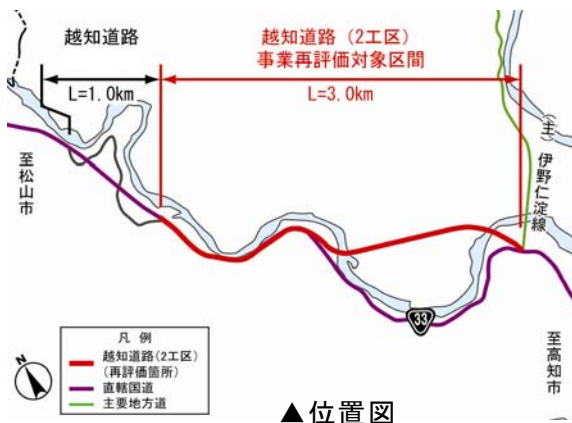 越知道路
L=1.0km
越知道路（2工区）
事業再評価対象区間
L=3.0km
至松山市
(主)伊野仁淀線
33
至高知市
N
凡 例
越知道路(2工区)
(再評価箇所)
直轄国道
主要地方道
▲位置図